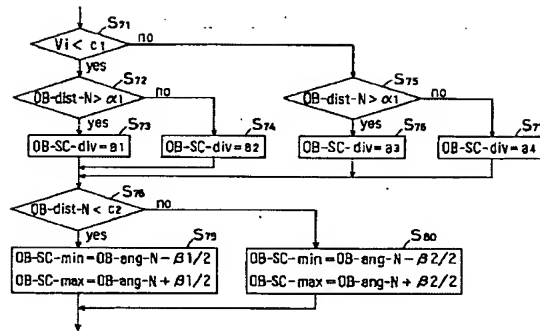 S71
Vi < c1
no
yes
S72
OB-dist-N > α1
no
yes
S73
OB-SC-div = a1
S74
OB-SC-div = a2
S75
OB-dist-N > α1
no
yes
S76
OB-SC-div = a3
S77
OB-SC-div = a4
S76
OB-dist-N < c2
no
yes
S79
OB-SC-min = OB-ang-N − β1/2
OB-SC-max = OB-ang-N + β1/2
S80
OB-SC-min = OB-ang-N − β2/2
OB-SC-max = OB-ang-N + β2/2